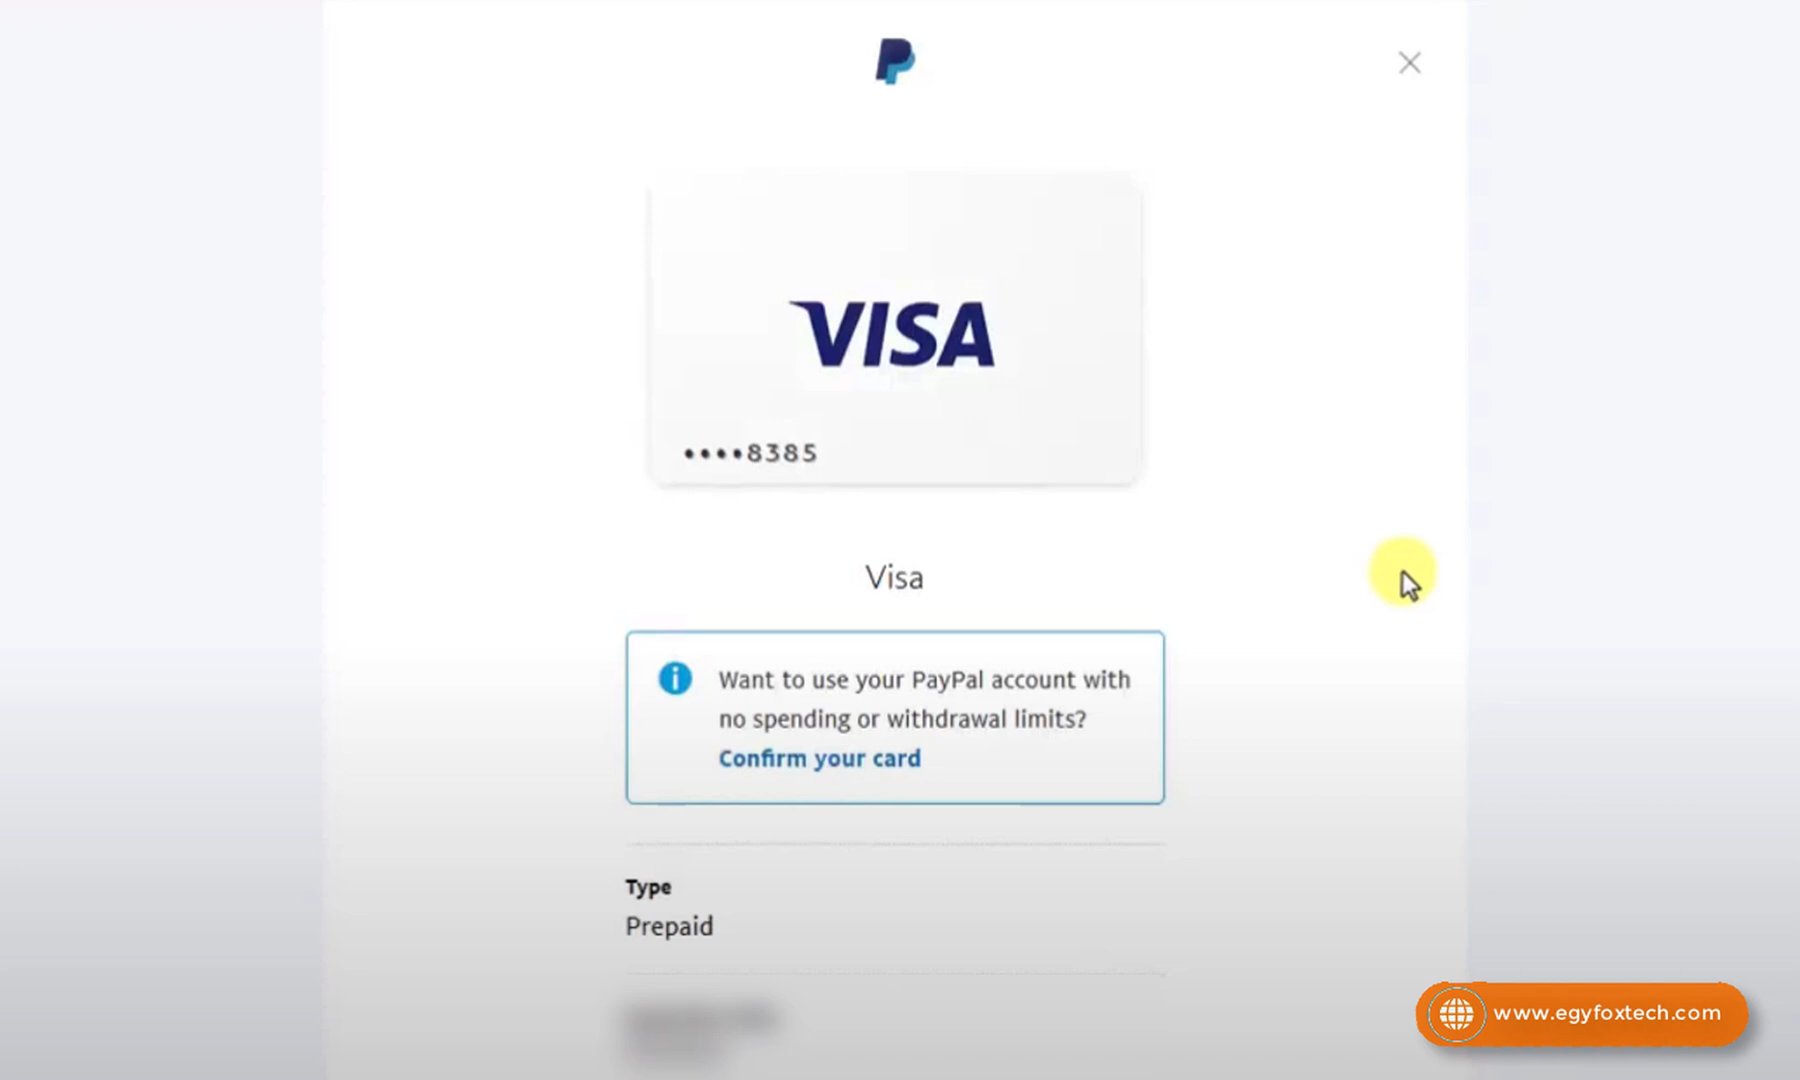 VISA
••••8385
Visa
Want to use your PayPal account with
no spending or withdrawal limits?
Confirm your card
Type
Prepaid
www.egyfoxtech.com